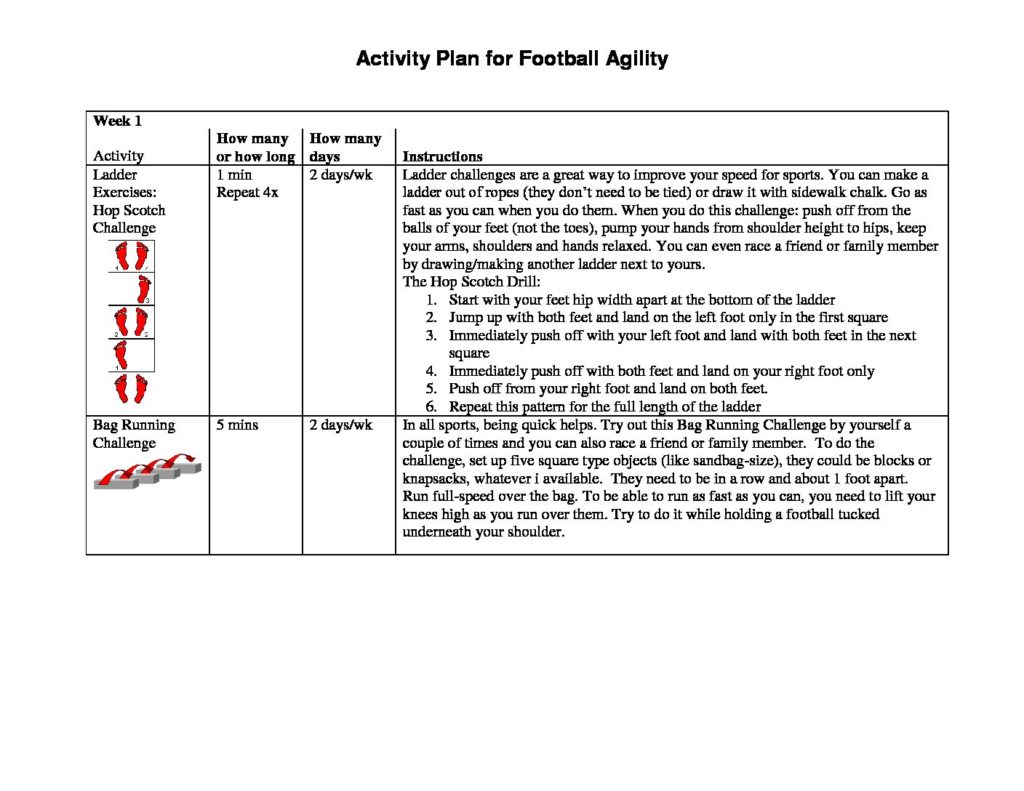 Activity Plan for Football Agility
Week 1
Activity
How many
or how long
How many
days
Instructions
Ladder
Exercises:
Hop Scotch
Challenge
1 min
Repeat 4x
2 days/wk
Ladder challenges are a great way to improve your speed for sports. You can make a
ladder out of ropes (they don't need to be tied) or draw it with sidewalk chalk. Go as
fast as you can when you do them. When you do this challenge: push off from the
balls of your feet (not the toes), pump your hands from shoulder height to hips, keep
your arms, shoulders and hands relaxed. You can even race a friend or family member
by drawing/making another ladder next to yours.
The Hop Scotch Drill:
1. Start with your feet hip width apart at the bottom of the ladder
2. Jump up with both feet and land on the left foot only in the first square
3. Immediately push off with your left foot and land with both feet in the next
square
4. Immediately push off with both feet and land on your right foot only
5. Push off from your right foot and land on both feet.
6. Repeat this pattern for the full length of the ladder
3
2 2
1
Bag Running
Challenge
5 mins
2 days/wk
In all sports, being quick helps. Try out this Bag Running Challenge by yourself a
couple of times and you can also race a friend or family member. To do the
challenge, set up five square type objects (like sandbag-size), they could be blocks or
knapsacks, whatever i available. They need to be in a row and about 1 foot apart.
Run full-speed over the bag. To be able to run as fast as you can, you need to lift your
knees high as you run over them. Try to do it while holding a football tucked
underneath your shoulder.